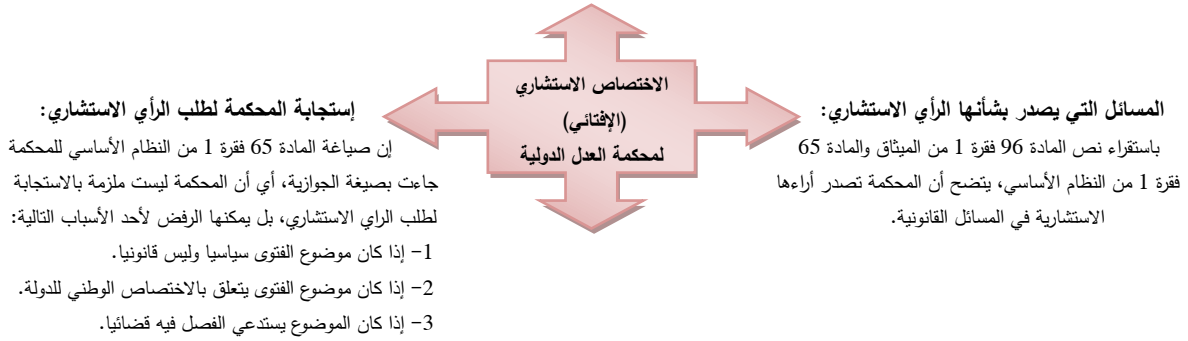 الاختصاص الاستشاري
(الإفتائي)
لمحكمة العدل الدولية
المسائل التي يصدر بشأنها الرأي الاستشاري:
باستقراء نص المادة 96 فقرة 1 من الميثاق والمادة 65
فقرة 1 من النظام الأساسي، يتضح أن المحكمة تصدر أراءها
الاستشارية في المسائل القانونية.
إستجابة المحكمة لطلب الرأي الاستشاري:
إن صياغة المادة 65 فقرة 1 من النظام الأساسي للمحكمة
جاءت بصيغة الجوازية، أي أن المحكمة ليست ملزمة بالاستجابة
لطلب الراي الاستشاري، بل يمكنها الرفض لأحد الأسباب التالية:
1- إذا كان موضوع الفتوى سياسيا وليس قانونيا.
2- إذا كان موضوع الفتوى يتعلق بالاختصاص الوطني للدولة.
3- إذا كان الموضوع يستدعي الفصل فيه قضائيا.